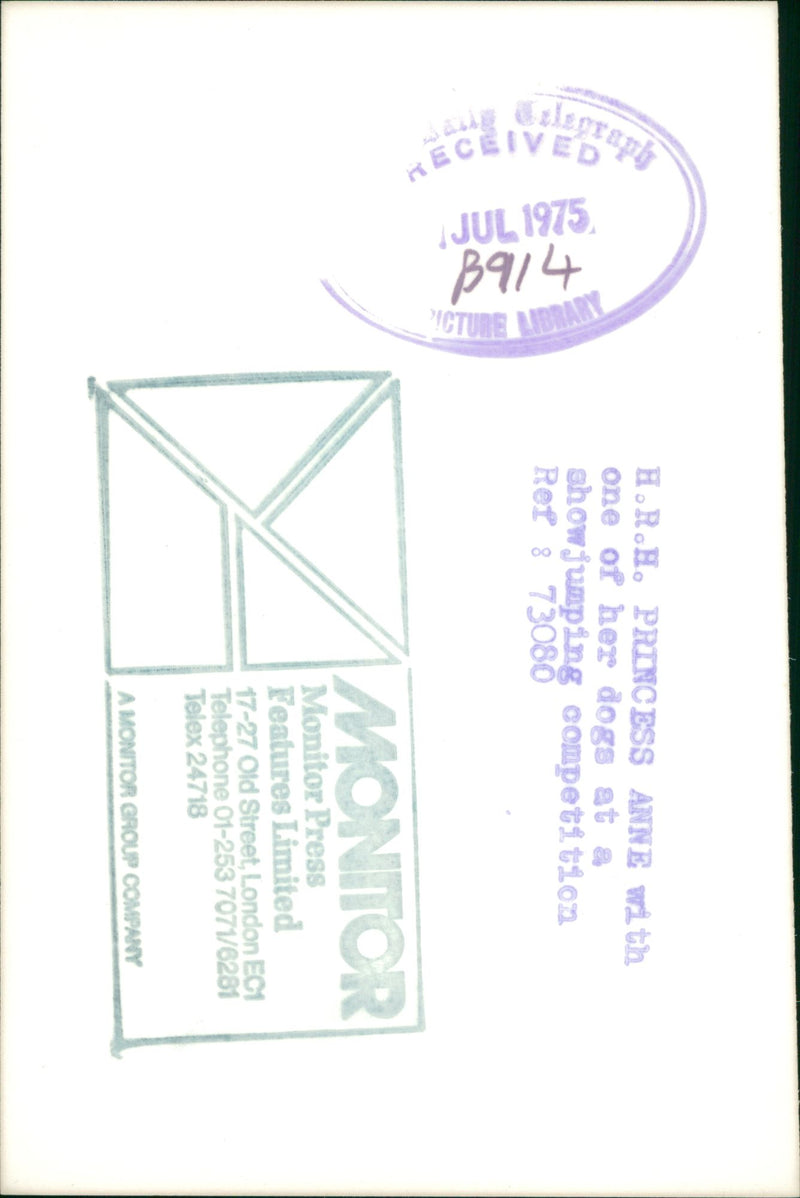 Daily Telegraph
RECEIVED
JUL 1975
B914
PICTURE LIBRARY
H.R.H. PRINCESS ANNE with
one of her dogs at a
showjumping competition
Ref : 73080
MONITOR
Monitor Press
Features Limited
17-27 Old Street, London EC1
Telephone 01-253 7071/6281
Telex 24718
A MONITOR GROUP COMPANY